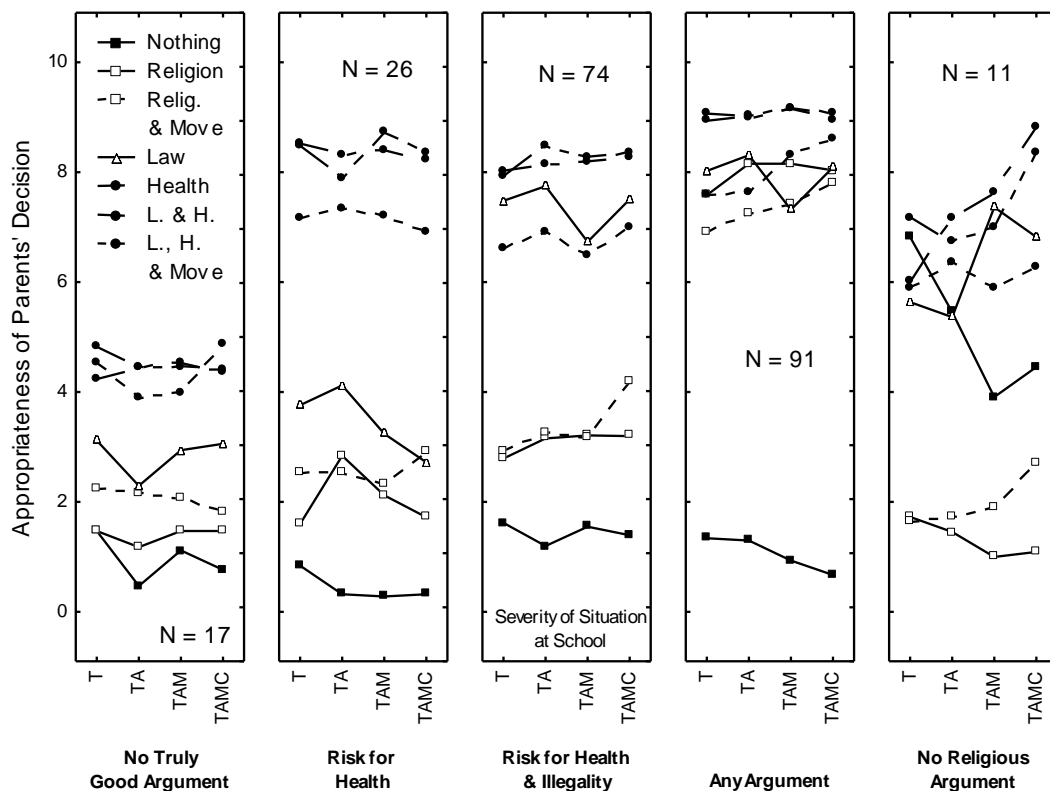 Appropriateness of Parents' Decision
10
8
6
4
2
0
Nothing
Religion
Relig.
& Move
Law
Health
L. & H.
L., H.
& Move
N = 17
N = 26
N = 74
Severity of Situation
at School
N = 91
N = 11
T
TA
TAM
TAMC
T
TA
TAM
TAMC
T
TA
TAM
TAMC
T
TA
TAM
TAMC
T
TA
TAM
TAMC
No Truly
Good Argument
Risk for
Health
Risk for Health
& Illegality
Any Argument
No Religious
Argument